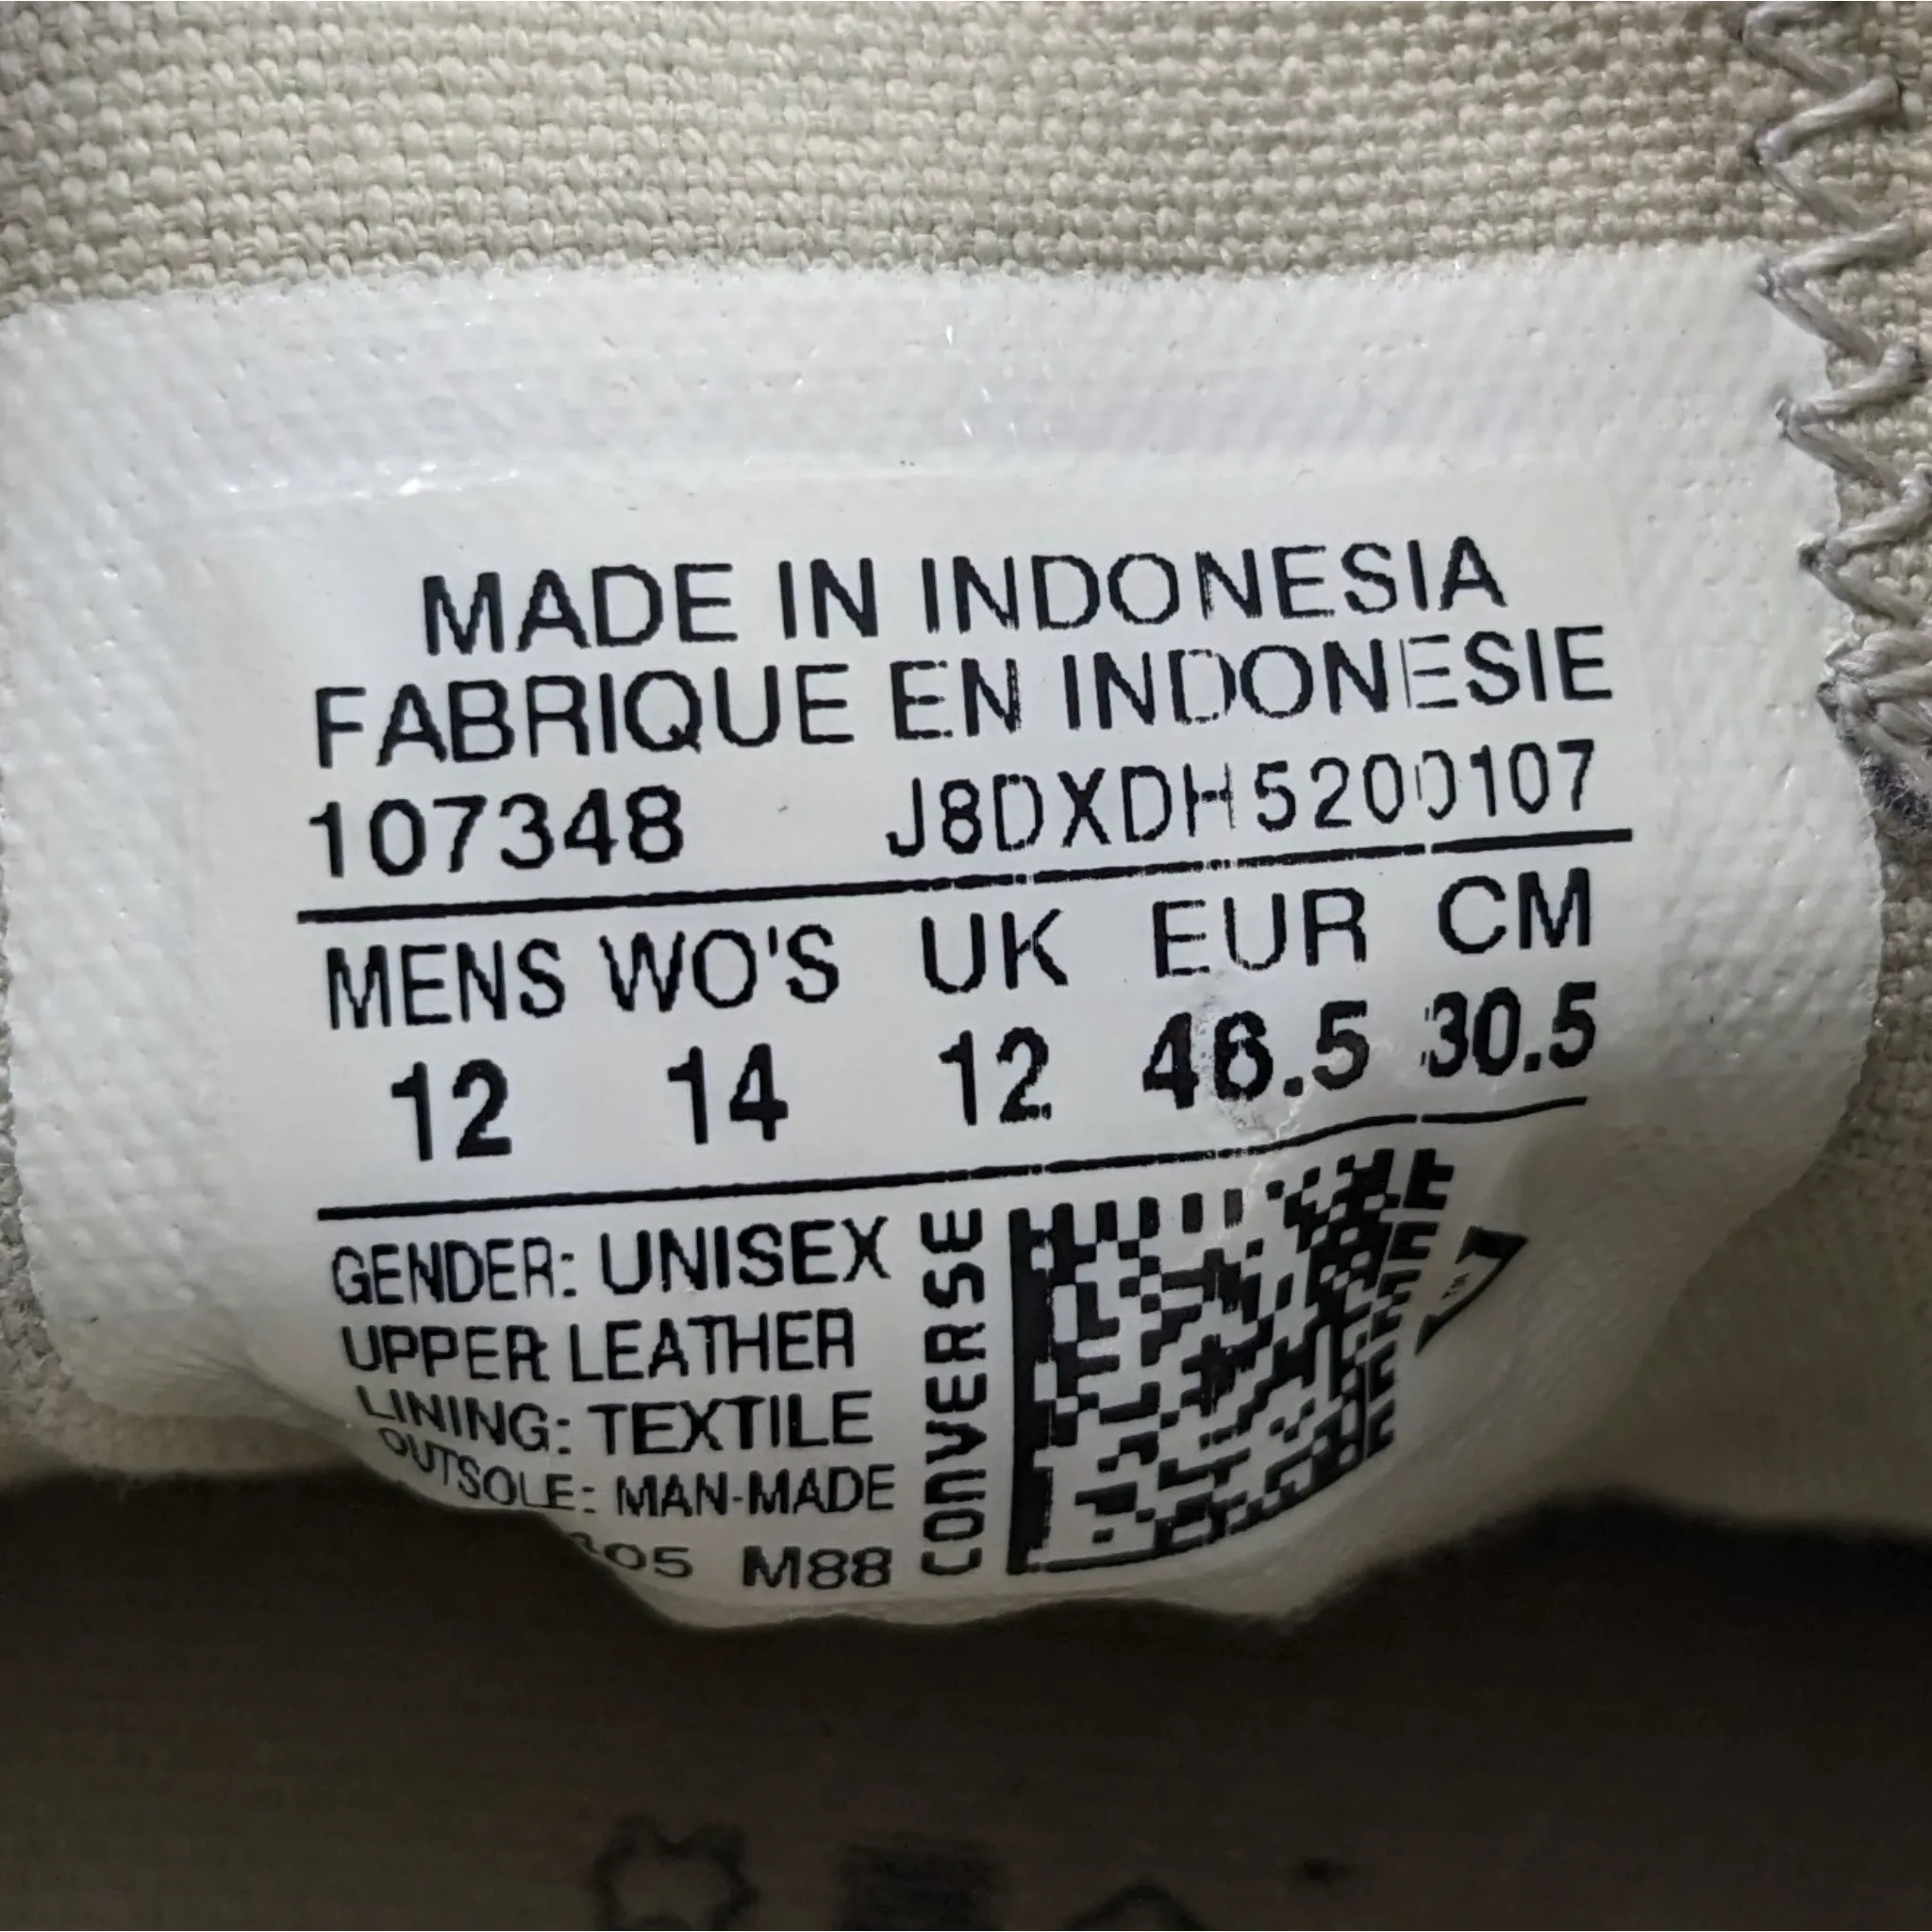 MADE IN INDONESIA
FABRIQUE EN INDONESIE
107348 J8DXDH5200107
MENS WO'S UK EUR CM
12 14 12 46.5 30.5
GENDER: UNISEX
UPPER LEATHER
LINING: TEXTILE
OUTSOLE: MAN-MADE
M88
CONVERSE